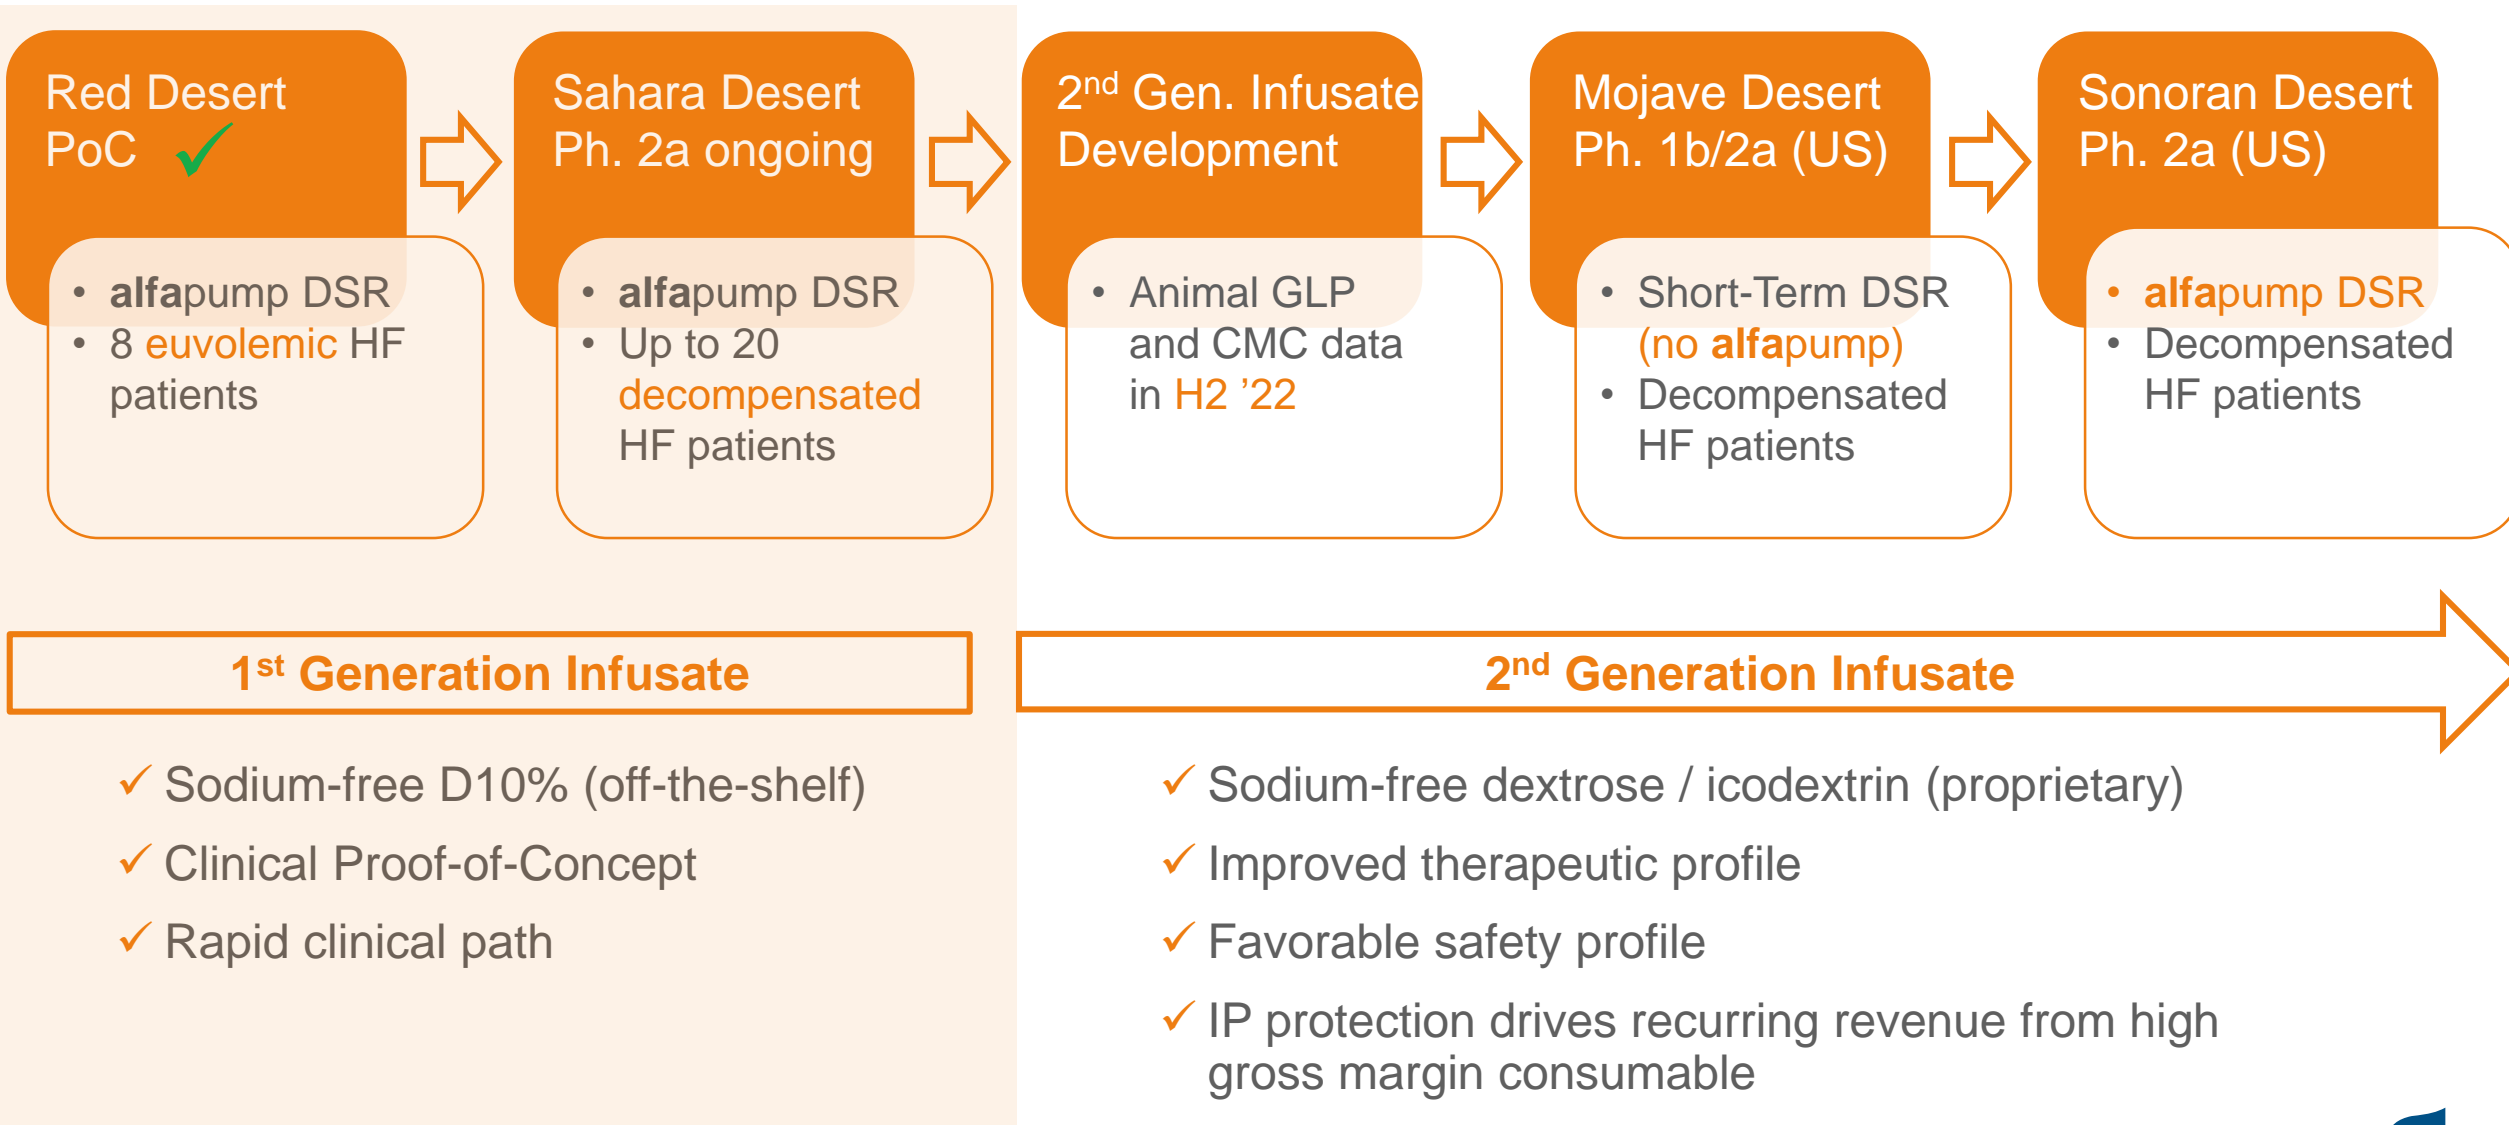 Red Desert
PoC ✓
• alfapump DSR
• 8 euvolemic HF
patients
Sahara Desert
Ph. 2a ongoing
• alfapump DSR
• Up to 20
decompensated
HF patients
2nd Gen. Infusate
Development
• Animal GLP
and CMC data
in H2 ’22
Mojave Desert
Ph. 1b/2a (US)
• Short-Term DSR
(no alfapump)
• Decompensated
HF patients
Sonoran Desert
Ph. 2a (US)
• alfapump DSR
• Decompensated
HF patients
1st Generation Infusate
✓ Sodium-free D10% (off-the-shelf)
✓ Clinical Proof-of-Concept
✓ Rapid clinical path
2nd Generation Infusate
✓ Sodium-free dextrose / icodextrin (proprietary)
✓ Improved therapeutic profile
✓ Favorable safety profile
✓ IP protection drives recurring revenue from high
gross margin consumable